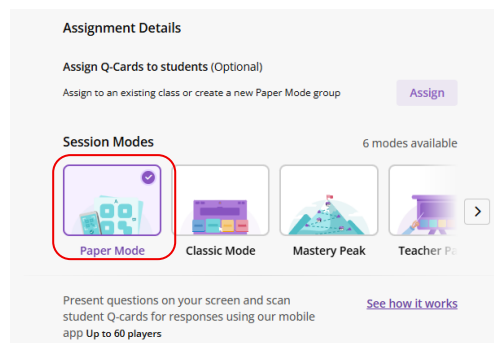 Assignment Details
Assign Q-Cards to students (Optional)
Assign to an existing class or create a new Paper Mode group
Assign
Session Modes
6 modes available
Paper Mode
Classic Mode
Mastery Peak
Teacher
Present questions on your screen and scan
student Q-cards for responses using our mobile
app Up to 60 players
See how it works